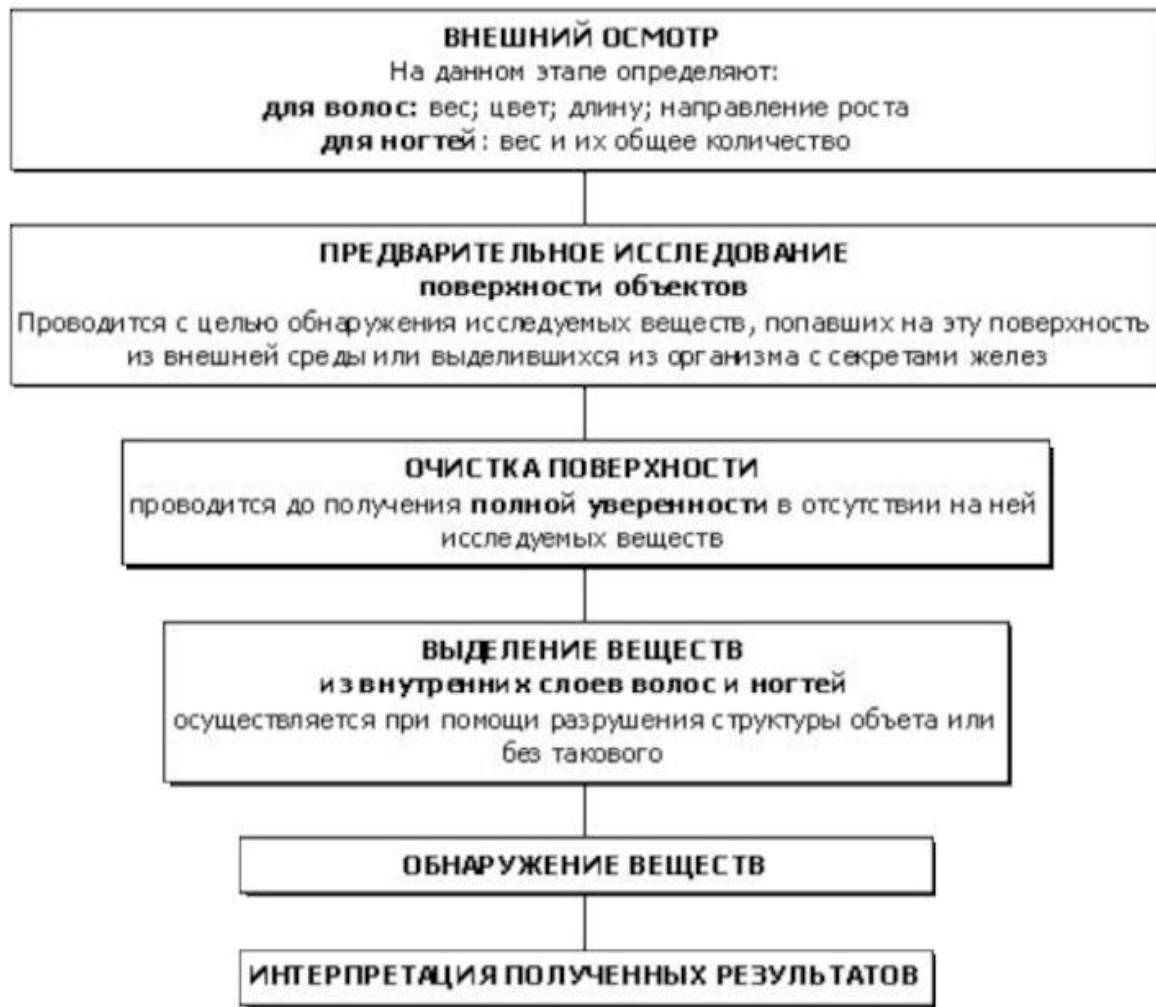 ВНЕШНИЙ ОСМОТР
На данном этапе определяют:
для волос: вес; цвет; длину; направление роста
для ногтей: вес и их общее количество
ПРЕДВАРИТЕЛЬНОЕ ИССЛЕДОВАНИЕ
поверхности объектов
Проводится с целью обнаружения исследуемых веществ, попавших на эту поверхность
из внешней среды или выделившихся из организма с секретами желез
ОЧИСТКА ПОВЕРХНОСТИ
проводится до получения полной уверенности в отсутствии на ней
исследуемых веществ
ВЫДЕЛЕНИЕ ВЕЩЕСТВ
из внутренних слоев волос и ногтей
осуществляется при помощи разрушения структуры объета или
без такового
ОБНАРУЖЕНИЕ ВЕЩЕСТВ
ИНТЕРПРЕТАЦИЯ ПОЛУЧЕННЫХ РЕЗУЛЬТАТОВ